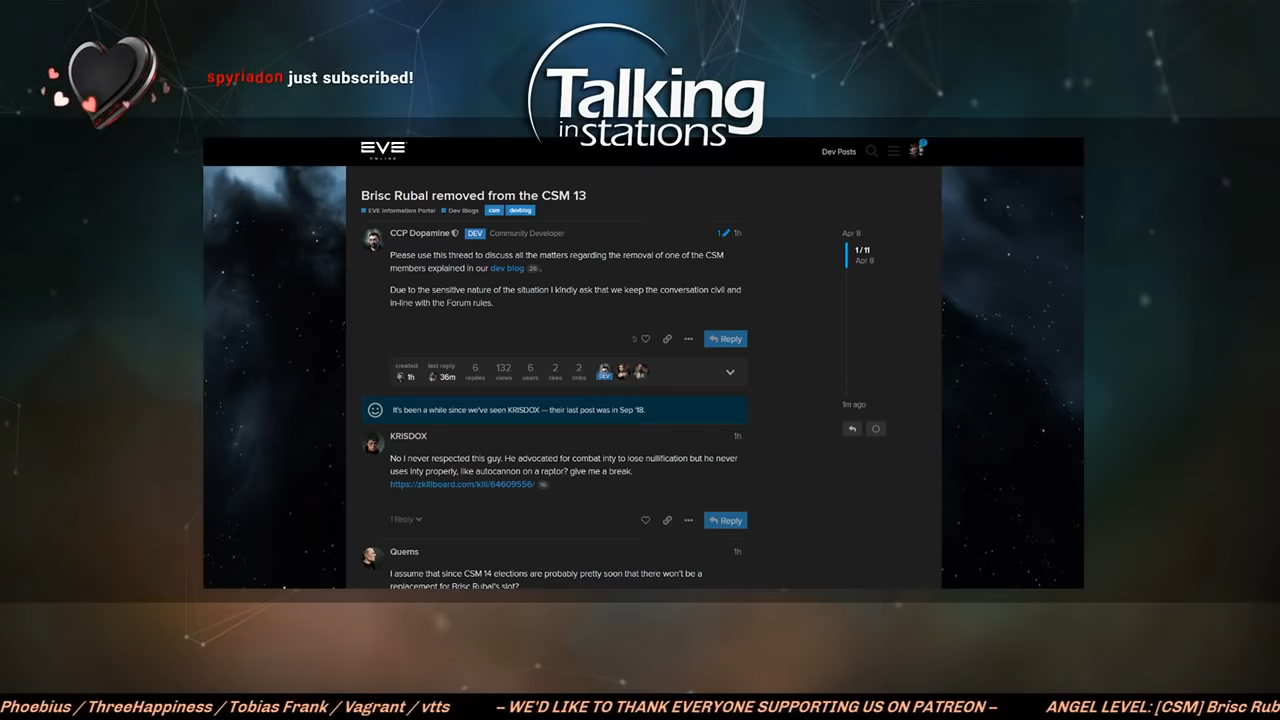 spyriadon just subscribed!
Talking
in stations
EVE
ONLINE
Dev Posts
Brisc Rubal removed from the CSM 13
EVE Information Portal Dev Blogs csm devblog
CCP Dopamine DEV Community Developer 1 1h
Please use this thread to discuss all the matters regarding the removal of one of the CSM
members explained in our dev blog 26 .
Due to the sensitive nature of the situation I kindly ask that we keep the conversation civil and
in-line with the Forum rules.
5 Reply
created last reply 6 132 6 2 2
1h 36m replies views users likes links
DEV
It's been a while since we've seen KRISDOX — their last post was in Sep '18.
KRISDOX 1h
No I never respected this guy. He advocated for combat inty to lose nullification but he never
uses inty properly, like autocannon on a raptor? give me a break.
https://zkillboard.com/kill/64609556/ 16
1 Reply Reply
Querns 1h
I assume that since CSM 14 elections are probably pretty soon that there won't be a
replacement for Brisc Rubal's slot?
Apr 8
1 / 11
Apr 8
1m ago
Phoebius / ThreeHappiness / Tobias Frank / Vagrant / vtts -- WE'D LIKE TO THANK EVERYONE SUPPORTING US ON PATREON -- ANGEL LEVEL: [CSM] Brisc Rub